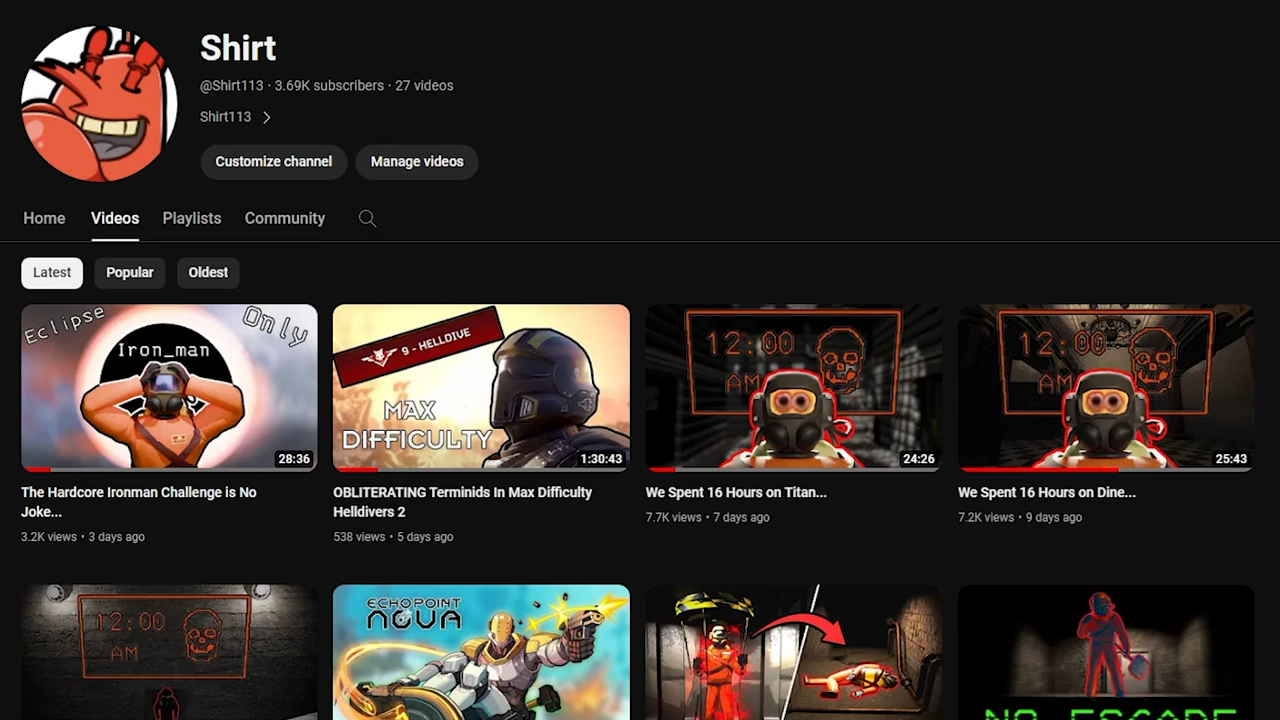 Shirt
@Shirt113 · 3.69K subscribers · 27 videos
Shirt113
Customize channel
Manage videos
Home
Videos
Playlists
Community
Latest
Popular
Oldest
Eclipse
Only
Iron_man
28:36
9 - HELLDIVE
MAX
DIFFICULTY
1:30:43
12:00
AM
24:26
12:00
AM
25:43
The Hardcore Ironman Challenge is No
Joke...
3.2K views • 3 days ago
OBLITERATING Terminids In Max Difficulty
Helldivers 2
538 views • 5 days ago
We Spent 16 Hours on Titan...
7.7K views • 7 days ago
We Spent 16 Hours on Dine...
7.2K views • 9 days ago
12:00
AM
ECHOPOINT
NOVA
NO ESCAPE